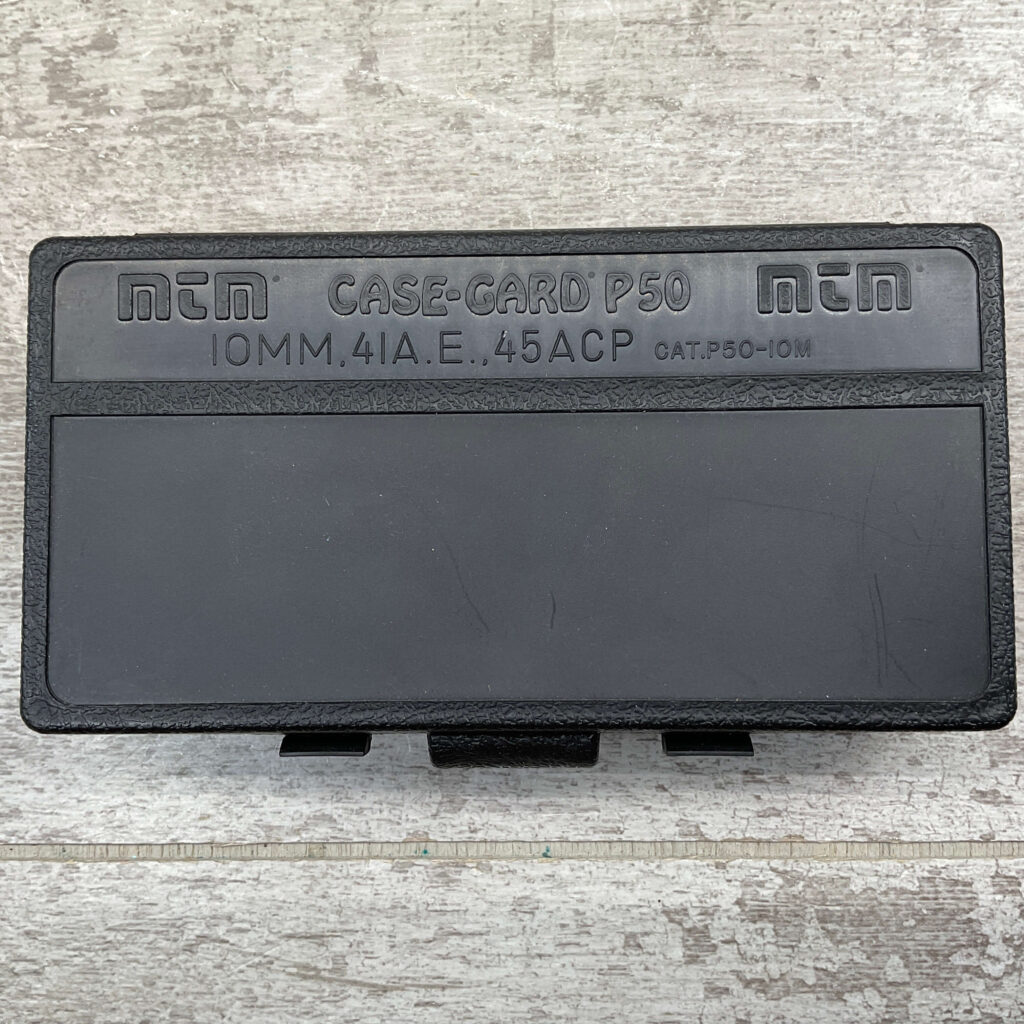 mTm CASE-GARD® P50 mTm
10MM,41A.E.,45ACP CAT.P50-10M